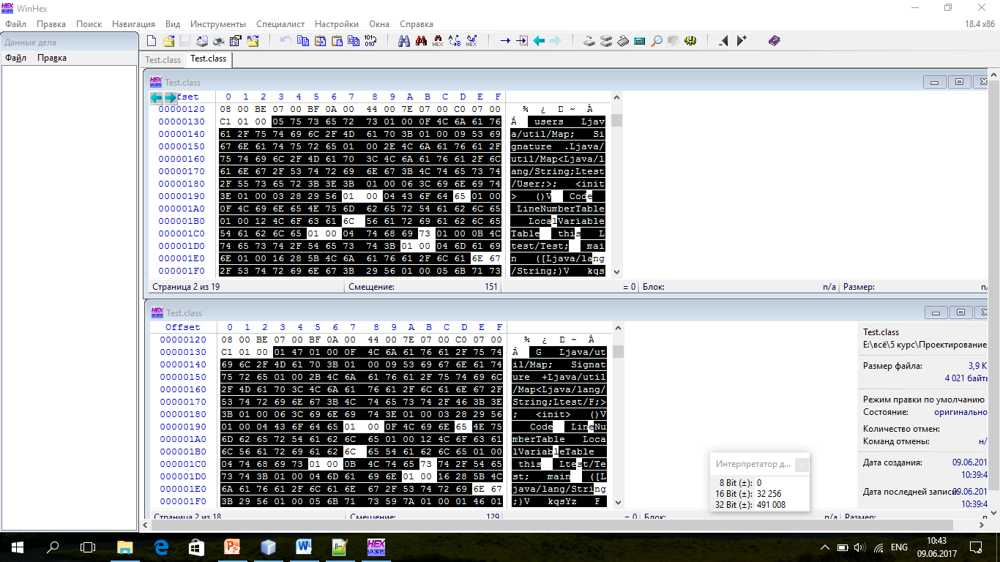 WinHex
Файл Правка Поиск Навигация Вид Инструменты Специалист Настройки Окна Справка 18.4 x86
Данные дела
Файл Правка
Test.class Test.class
Test.class
Offset 0 1 2 3 4 5 6 7 8 9 A B C D E F
00000120 08 00 BE 07 00 BF 0A 00 44 00 7E 07 00 C0 07 00 ¾ ¿ D ~ À
00000130 C1 01 00 05 75 73 65 72 73 01 00 0F 4C 6A 61 76 Á users Ljav
00000140 61 2F 75 74 69 6C 2F 4D 61 70 3B 01 00 09 53 69 a/util/Map; Si
00000150 67 6E 61 74 75 72 65 01 00 2E 4C 6A 61 76 61 2F gnature .Ljava/
00000160 75 74 69 6C 2F 4D 61 70 3C 4C 6A 61 76 61 2F 6C util/Map<Ljava/l
00000170 61 6E 67 2F 53 74 72 69 6E 67 3B 4C 74 65 73 74 ang/String;Ltest
00000180 2F 55 73 65 72 3B 3E 3B 01 00 06 3C 69 6E 69 74 /User;>; <init
00000190 3E 01 00 03 28 29 56 01 00 04 43 6F 64 65 01 00 > ()V Code
000001A0 0F 4C 69 6E 65 4E 75 6D 62 65 72 54 61 62 6C 65 LineNumberTable
000001B0 01 00 12 4C 6F 63 61 6C 56 61 72 69 61 62 6C 65 LocalVariable
000001C0 54 61 62 6C 65 01 00 04 74 68 69 73 01 00 0B 4C Table this L
000001D0 74 65 73 74 2F 54 65 73 74 3B 01 00 04 6D 61 69 test/Test; mai
000001E0 6E 01 00 16 28 5B 4C 6A 61 76 61 2F 6C 61 6E 67 n ([Ljava/lang
000001F0 2F 53 74 72 69 6E 67 3B 29 56 01 00 05 6B 71 73 /String;)V kqs
Страница 2 из 19 Смещение: 151 = 0 Блок: n/a Размер: n/
Test.class
Offset 0 1 2 3 4 5 6 7 8 9 A B C D E F
00000120 08 00 BE 07 00 BF 0A 00 44 00 7E 07 00 C0 07 00 ¾ ¿ D ~ À
00000130 C1 01 00 01 47 01 00 0F 4C 6A 61 76 61 2F 75 74 Á G Ljava/ut
00000140 69 6C 2F 4D 61 70 3B 01 00 09 53 69 67 6E 61 74 il/Map; Signat
00000150 75 72 65 01 00 2B 4C 6A 61 76 61 2F 75 74 69 6C ure +Ljava/util
00000160 2F 4D 61 70 3C 4C 6A 61 76 61 2F 6C 61 6E 67 2F /Map<Ljava/lang/
00000170 53 74 72 69 6E 67 3B 4C 74 65 73 74 2F 46 3B 3E String;Ltest/F;>
00000180 3B 01 00 06 3C 69 6E 69 74 3E 01 00 03 28 29 56 ; <init> ()V
00000190 01 00 04 43 6F 64 65 01 00 0F 4C 69 6E 65 4E 75 Code LineNu
000001A0 6D 62 65 72 54 61 62 6C 65 01 00 12 4C 6F 63 61 mberTable Loca
000001B0 6C 56 61 72 69 61 62 6C 65 54 61 62 6C 65 01 00 lVariableTable
000001C0 04 74 68 69 73 01 00 0B 4C 74 65 73 74 2F 54 65 this Ltest/Te
000001D0 73 74 3B 01 00 04 6D 61 69 6E 01 00 16 28 5B 4C st; main ([L
000001E0 6A 61 76 61 2F 6C 61 6E 67 2F 53 74 72 69 6E 67 java/lang/String
000001F0 3B 29 56 01 00 05 6B 71 73 59 7A 01 00 01 46 01 ;)V kqsYz F
Страница 2 из 18 Смещение: 129 = 0 Блок: n/a Размер:
Test.class
E:\всё\5 курс\Проектирование
Размер файла: 3,9 К
4 021 байть
Режим правки по умолчанию
Состояние: оригинально
Количество отмен:
Команд отмены: н/
Дата создания: 09.06.201
10:39:4
Дата последней записи: 09.06.201
10:39:4
Интерпретатор д...
8 Bit (±): 0
16 Bit (±): 32 256
32 Bit (±): 491 008
ENG 10:43
09.06.2017